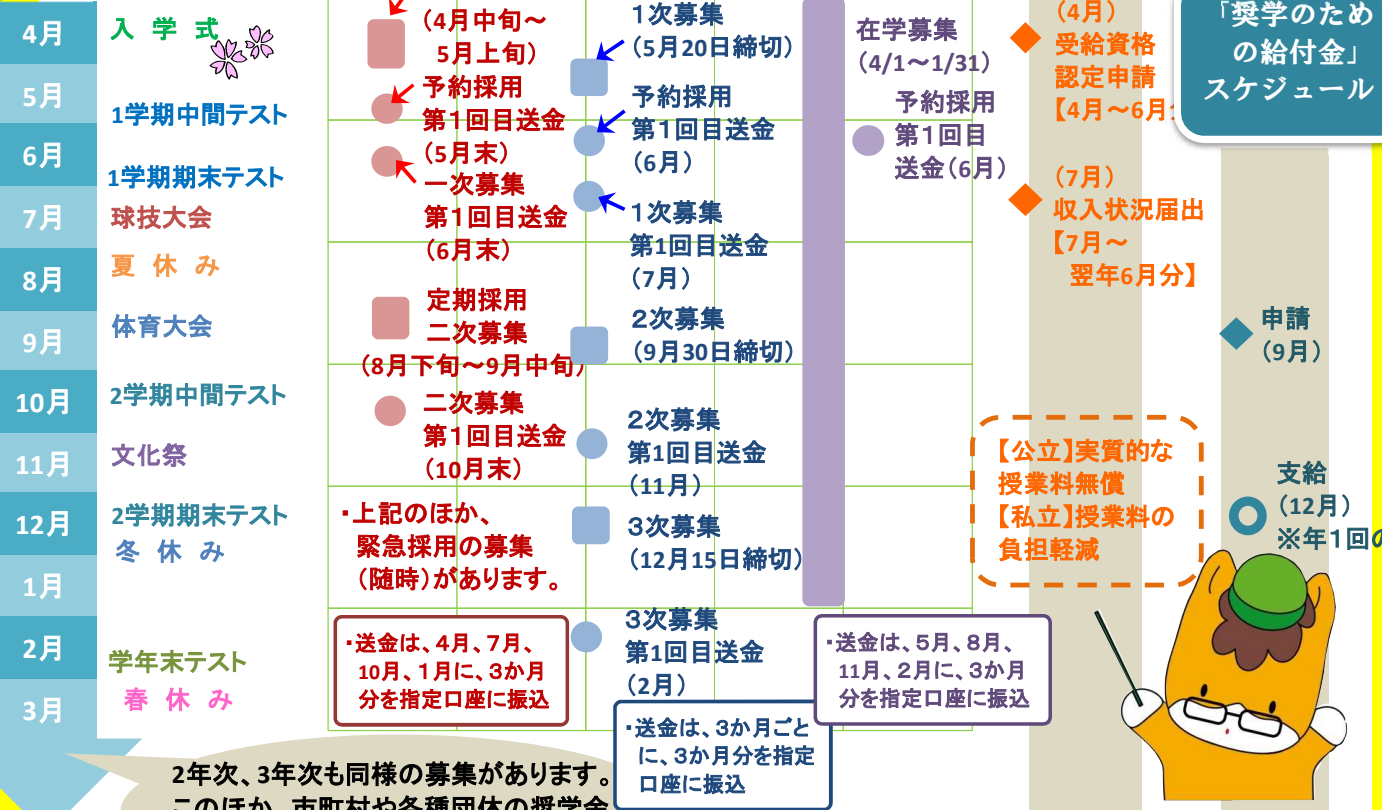 4月
5月
6月
7月
8月
9月
10月
11月
12月
1月
2月
3月
入 学 式
1学期中間テスト
1学期期末テスト
球技大会
夏 休 み
体育大会
2学期中間テスト
文化祭
2学期期末テスト
冬 休 み
学年末テスト
春 休 み
（4月中旬～
5月上旬）
予約採用
第1回目送金
（5月末）
一次募集
第1回目送金
（6月末）
定期採用
二次募集
（8月下旬～9月中旬）
二次募集
第1回目送金
（10月末）
・上記のほか、
緊急採用の募集
（随時）があります。
・送金は、4月、7月、
10月、1月に、3か月
分を指定口座に振込
1次募集
（5月20日締切）
予約採用
第1回目送金
（6月）
1次募集
第1回目送金
（7月）
2次募集
（9月30日締切）
2次募集
第1回目送金
（11月）
3次募集
（12月15日締切）
3次募集
第1回目送金
（2月）
・送金は、3か月ごと
に、3か月分を指定
口座に振込
在学募集
（4/1～1/31）
予約採用
第1回目
送金（6月）
・送金は、5月、8月、
11月、2月に、3か月
分を指定口座に振込
（4月）
受給資格
認定申請
【4月～6月
（7月）
収入状況届出
【7月～
翌年6月分】
【公立】実質的な
授業料無償
【私立】授業料の
負担軽減
「奨学のため
の給付金」
スケジュール
申請
（9月）
支給
（12月）
※年1回の
2年次、3年次も同様の募集があります。
このほか、市町村や各種団体の奨学金